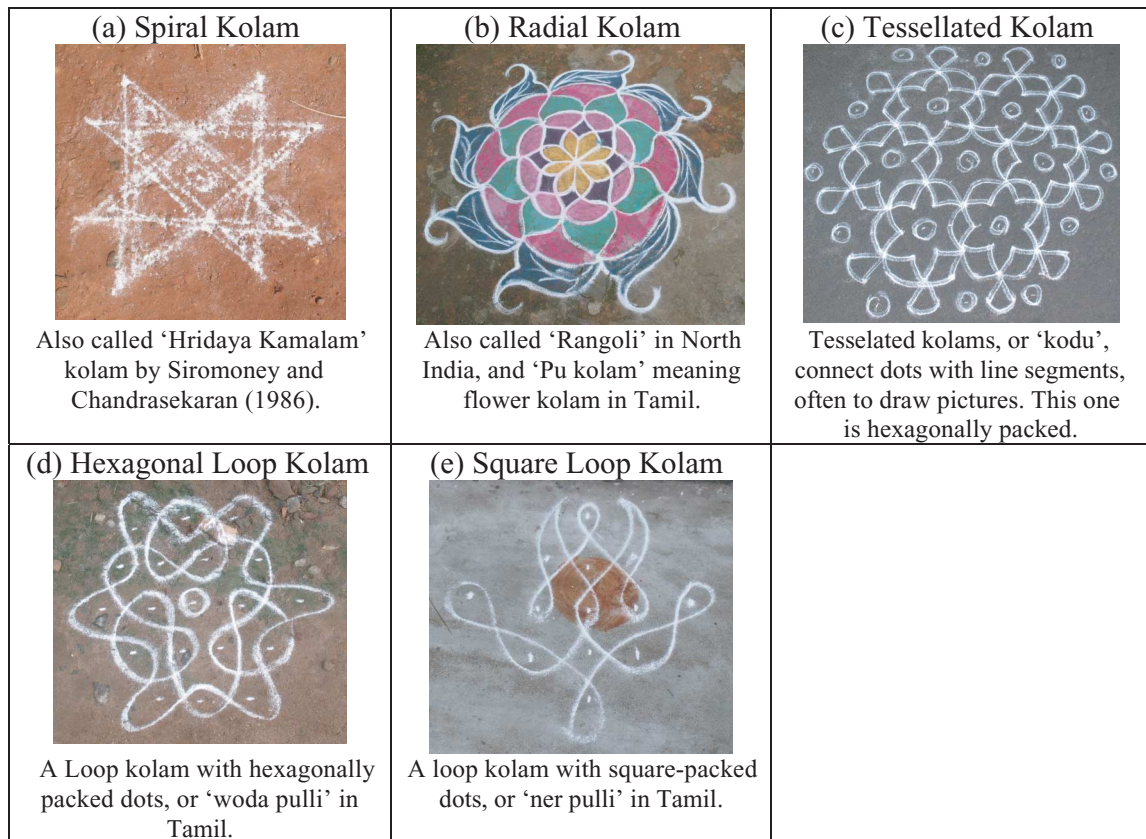 (a) Spiral Kolam
Also called ‘Hridaya Kamalam’
kolam by Siromoney and
Chandrasekaran (1986).
(b) Radial Kolam
Also called ‘Rangoli’ in North
India, and ‘Pu kolam’ meaning
flower kolam in Tamil.
(c) Tessellated Kolam
Tesselated kolams, or ‘kodu’,
connect dots with line segments,
often to draw pictures. This one
is hexagonally packed.
(d) Hexagonal Loop Kolam
A Loop kolam with hexagonally
packed dots, or ‘woda pulli’ in
Tamil.
(e) Square Loop Kolam
A loop kolam with square-packed
dots, or ‘ner pulli’ in Tamil.